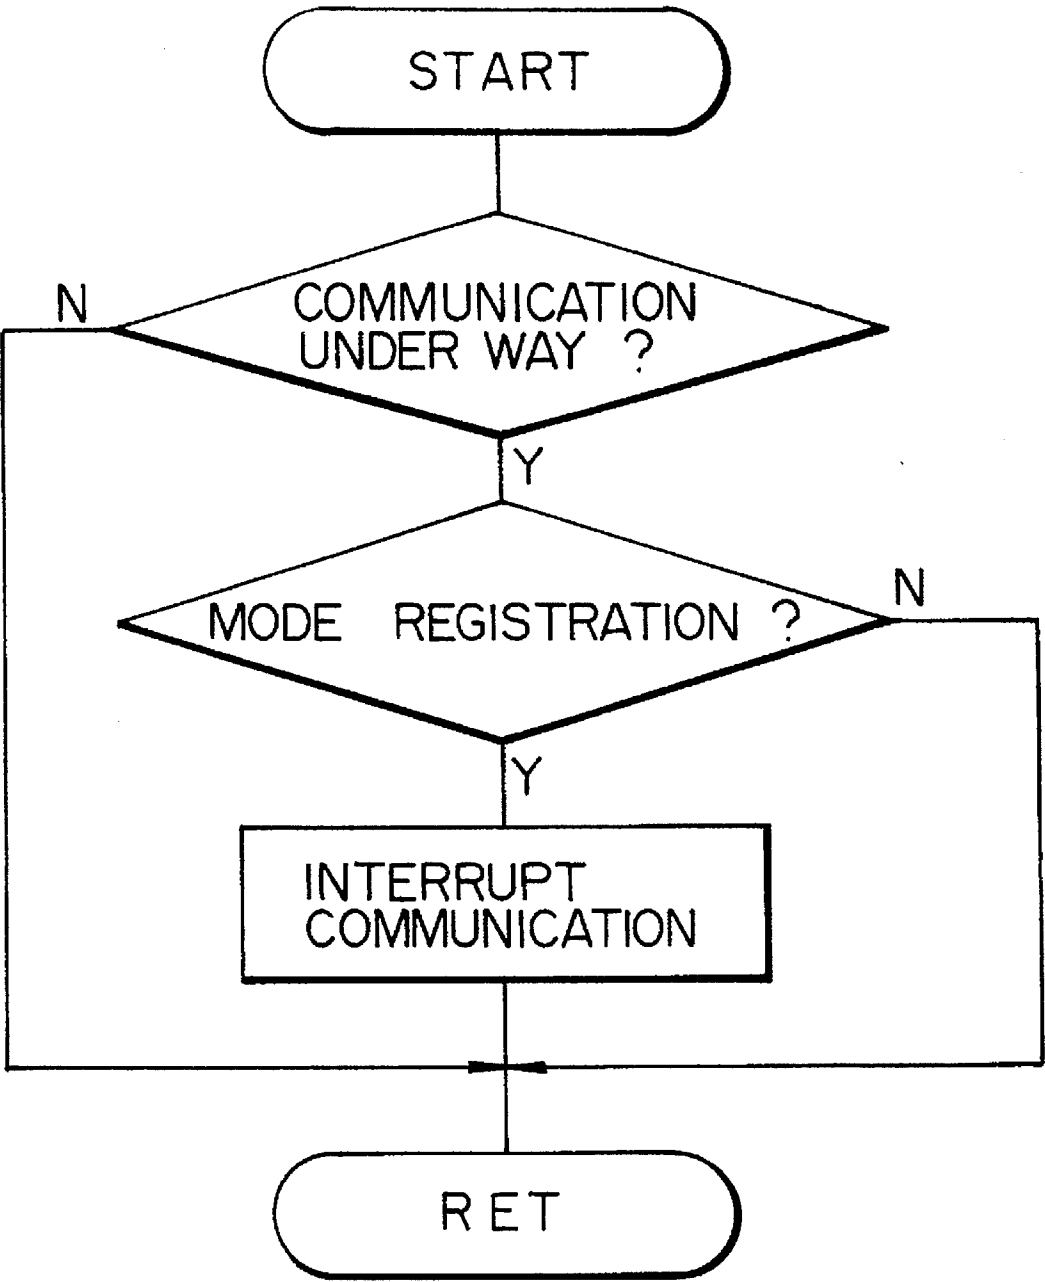 START
N
COMMUNICATION
UNDER WAY ?
Y
N
MODE REGISTRATION ?
Y
INTERRUPT
COMMUNICATION
RET